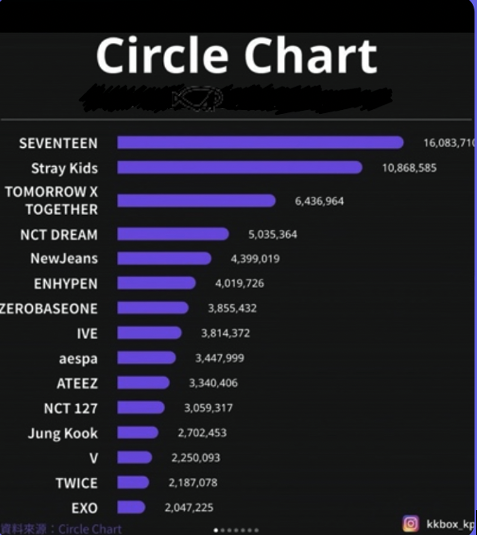 Circle Chart
SEVENTEEN 16,083,710
Stray Kids 10,868,585
TOMORROW X
TOGETHER 6,436,964
NCT DREAM 5,035,364
NewJeans 4,399,019
ENHYPEN 4,019,726
ZEROBASEONE 3,855,432
IVE 3,814,372
aespa 3,447,999
ATEEZ 3,340,406
NCT 127 3,059,317
Jung Kook 2,702,453
V 2,250,093
TWICE 2,187,078
EXO 2,047,225
資料來源：Circle Chart
kkbox_kp